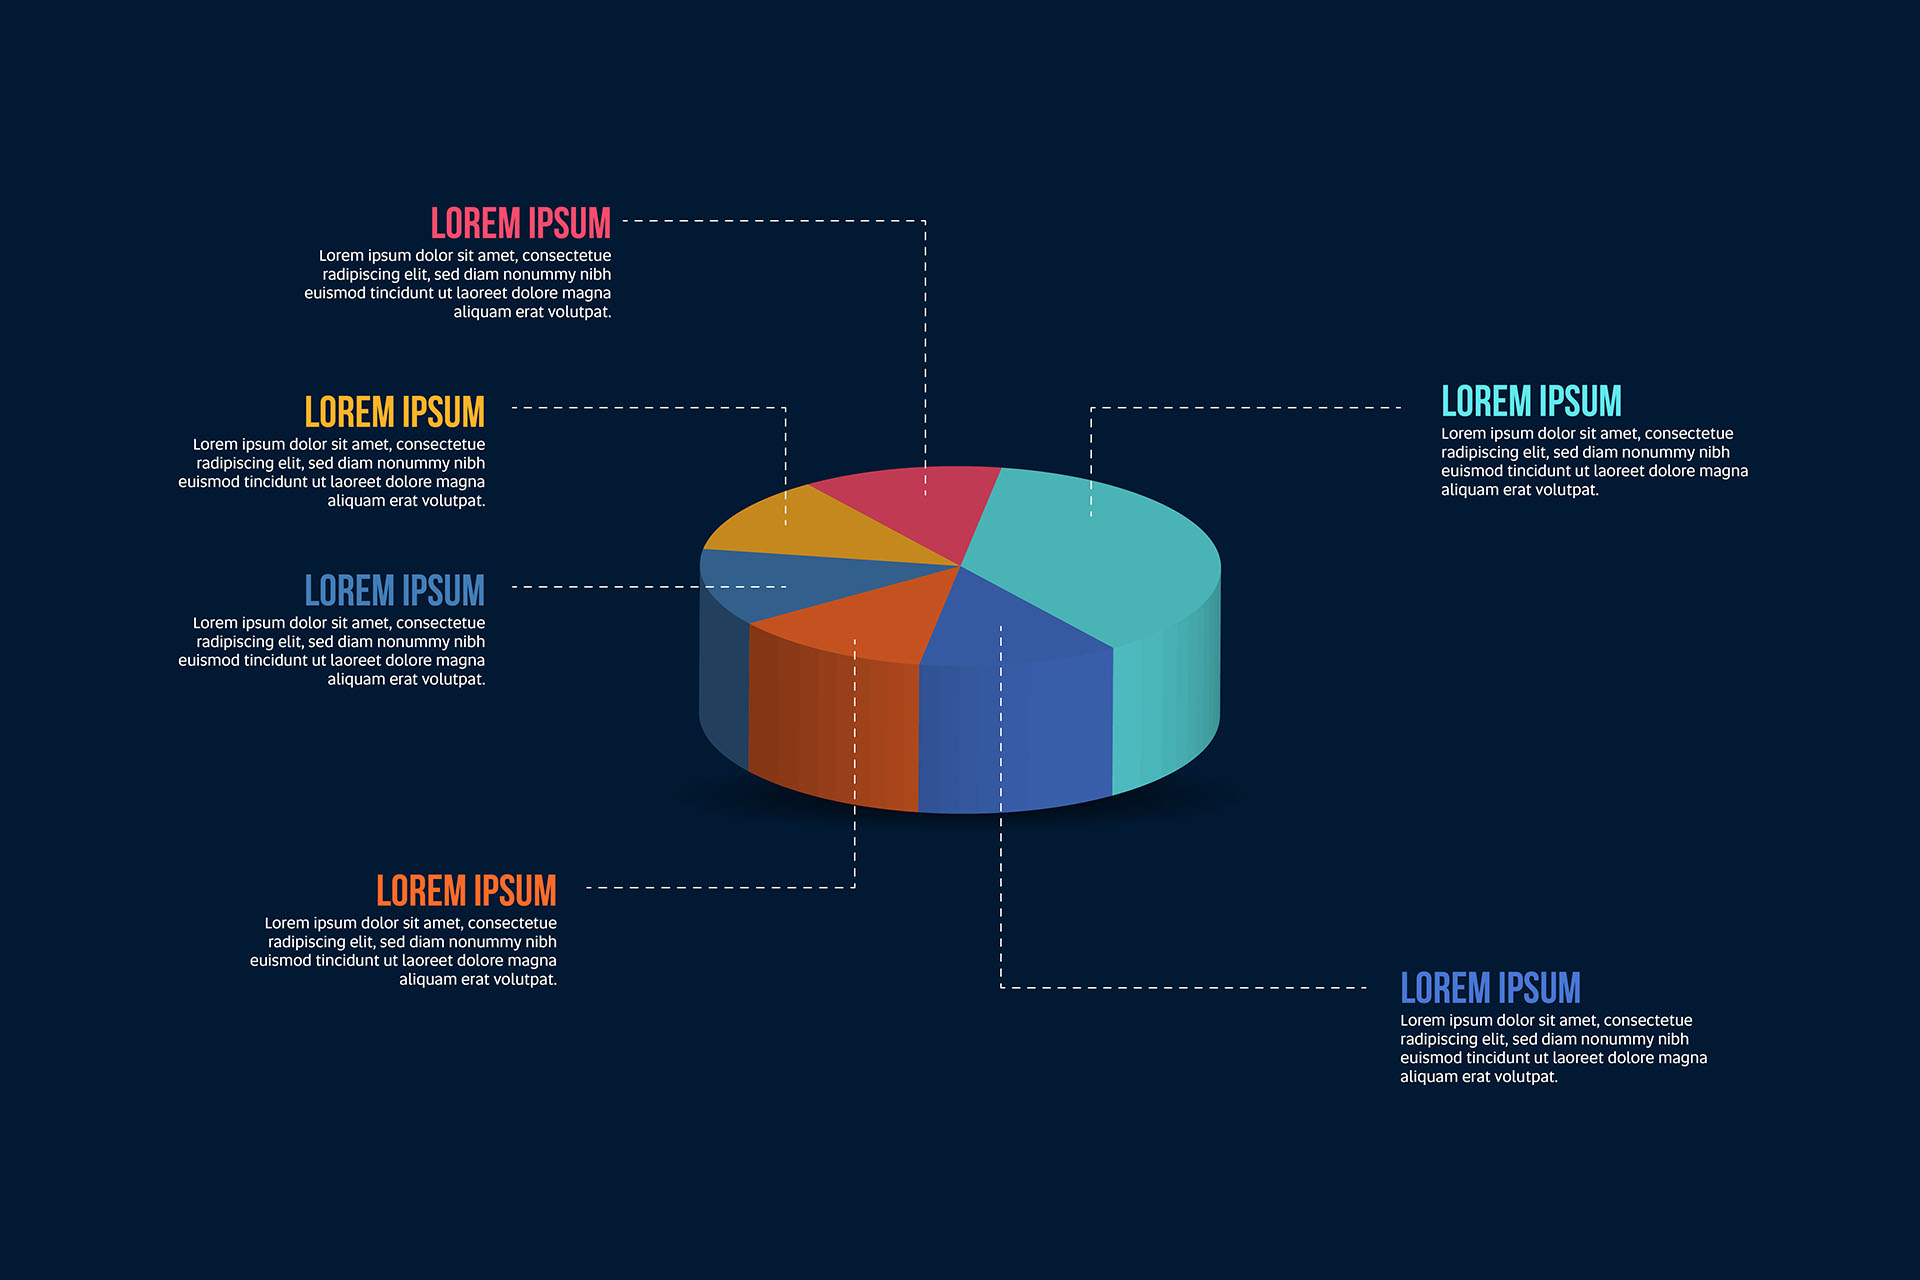 LOREM IPSUM
Lorem ipsum dolor sit amet, consectetue
radipiscing elit, sed diam nonummy nibh
euismod tincidunt ut laoreet dolore magna
aliquam erat volutpat.
LOREM IPSUM
Lorem ipsum dolor sit amet, consectetue
radipiscing elit, sed diam nonummy nibh
euismod tincidunt ut laoreet dolore magna
aliquam erat volutpat.
LOREM IPSUM
Lorem ipsum dolor sit amet, consectetue
radipiscing elit, sed diam nonummy nibh
euismod tincidunt ut laoreet dolore magna
aliquam erat volutpat.
LOREM IPSUM
Lorem ipsum dolor sit amet, consectetue
radipiscing elit, sed diam nonummy nibh
euismod tincidunt ut laoreet dolore magna
aliquam erat volutpat.
LOREM IPSUM
Lorem ipsum dolor sit amet, consectetue
radipiscing elit, sed diam nonummy nibh
euismod tincidunt ut laoreet dolore magna
aliquam erat volutpat.
LOREM IPSUM
Lorem ipsum dolor sit amet, consectetue
radipiscing elit, sed diam nonummy nibh
euismod tincidunt ut laoreet dolore magna
aliquam erat volutpat.